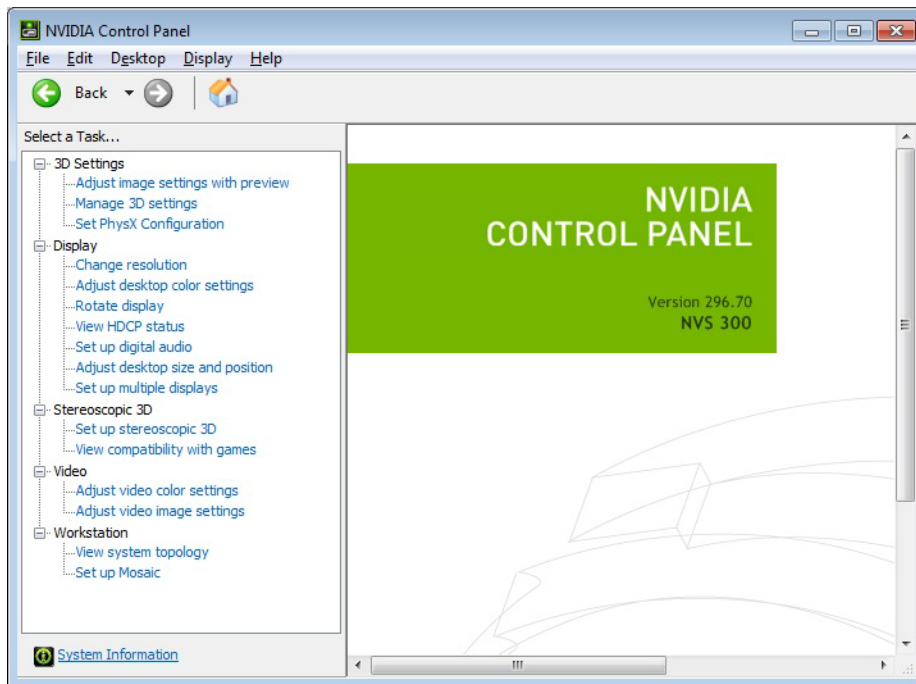 NVIDIA Control Panel
File Edit Desktop Display Help
Back
Select a Task...
3D Settings
Adjust image settings with preview
Manage 3D settings
Set PhysX Configuration
Display
Change resolution
Adjust desktop color settings
Rotate display
View HDCP status
Set up digital audio
Adjust desktop size and position
Set up multiple displays
Stereoscopic 3D
Set up stereoscopic 3D
View compatibility with games
Video
Adjust video color settings
Adjust video image settings
Workstation
View system topology
Set up Mosaic
System Information
NVIDIA
CONTROL PANEL
Version 296.70
NVS 300